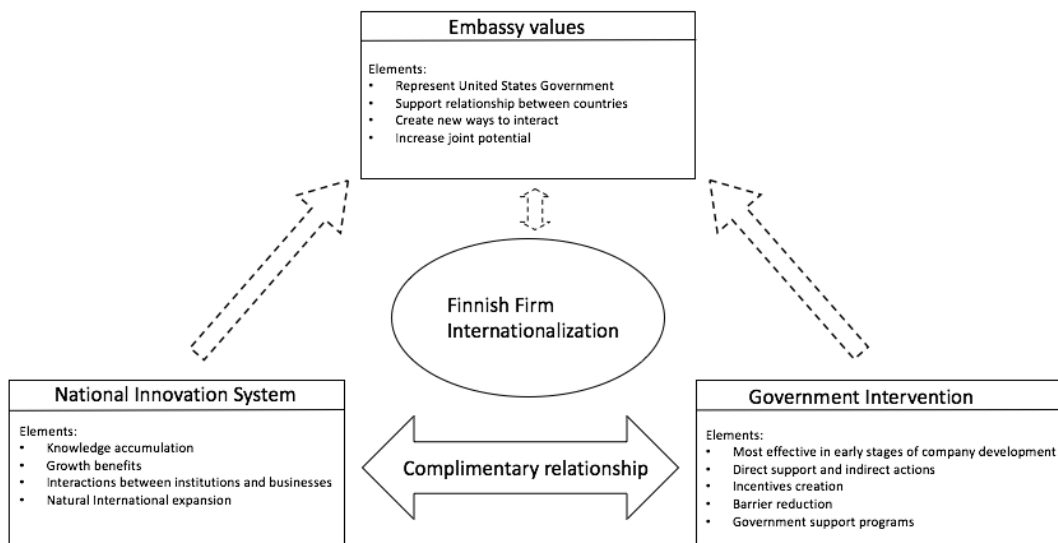 Embassy values
Elements:
• Represent United States Government
• Support relationship between countries
• Create new ways to interact
• Increase joint potential
Finnish Firm
Internationalization
National Innovation System
Elements:
• Knowledge accumulation
• Growth benefits
• Interactions between institutions and businesses
• Natural International expansion
Complimentary relationship
Government Intervention
Elements:
• Most effective in early stages of company development
• Direct support and indirect actions
• Incentives creation
• Barrier reduction
• Government support programs